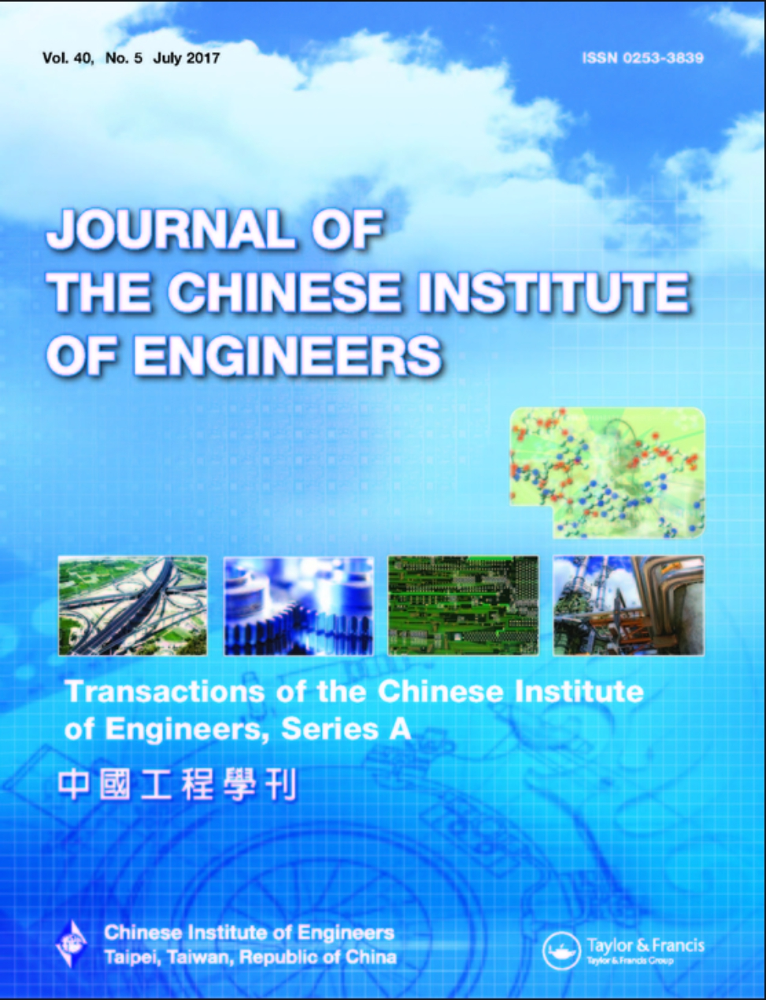 Vol. 40, No. 5 July 2017
ISSN 0253-3839
JOURNAL OF
THE CHINESE INSTITUTE
OF ENGINEERS
Transactions of the Chinese Institute
of Engineers, Series A
中國工程學刊
Chinese Institute of Engineers
Taipei, Taiwan, Republic of China
Taylor & Francis
Taylor & Francis Group